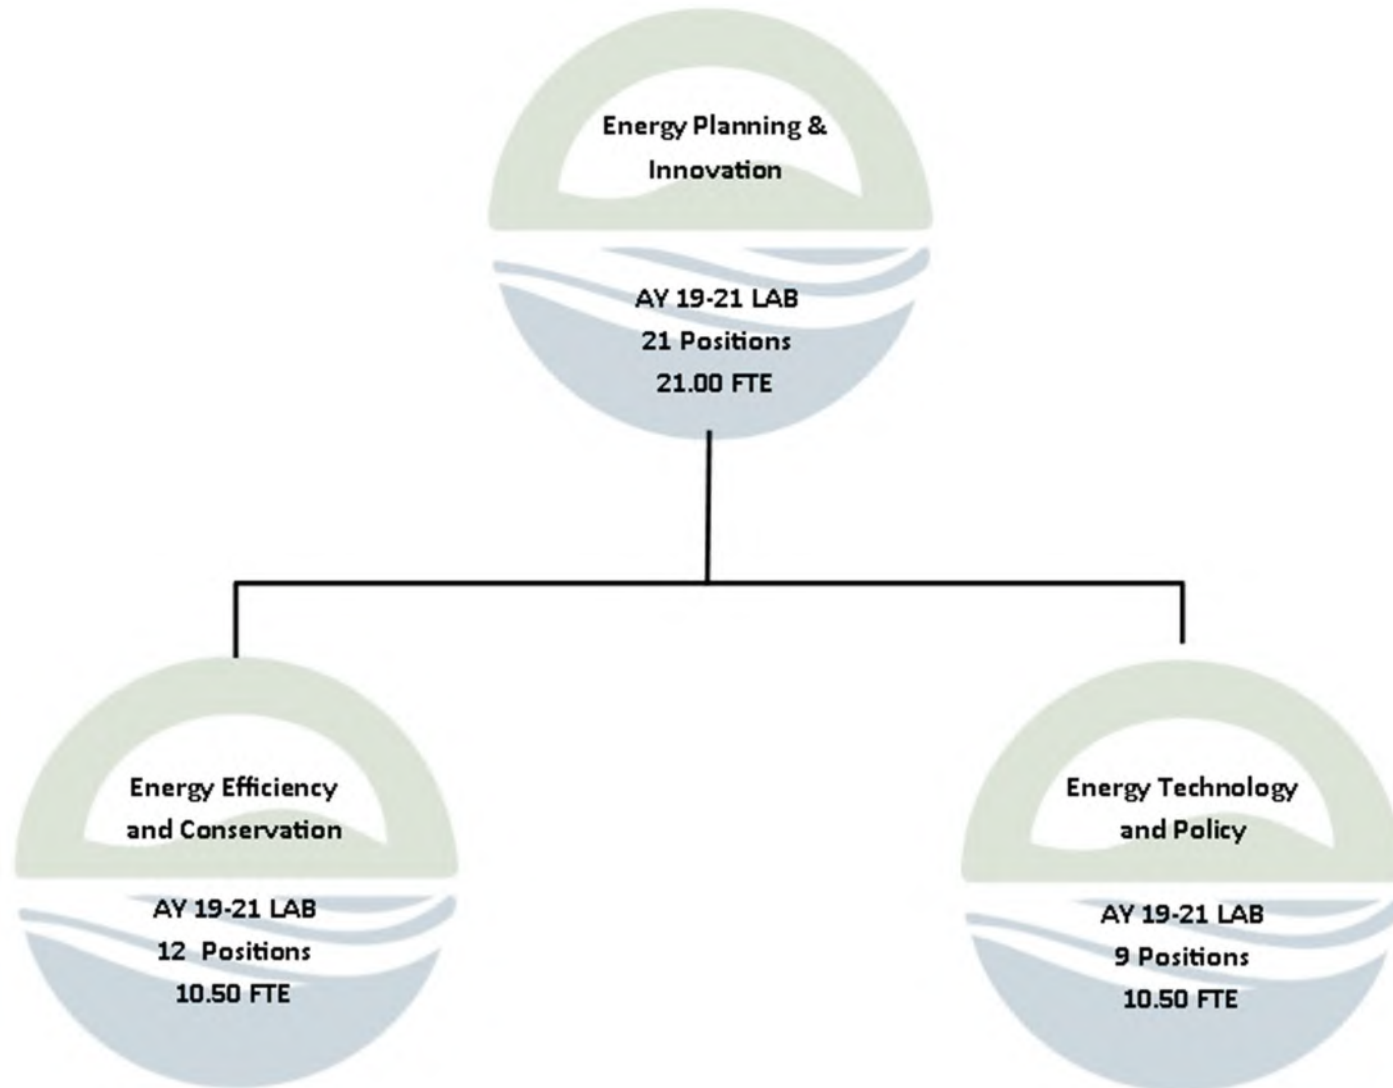 Energy Planning &
Innovation
AY 19-21 LAB
21 Positions
21.00 FTE
Energy Efficiency
and Conservation
AY 19-21 LAB
12 Positions
10.50 FTE
Energy Technology
and Policy
AY 19-21 LAB
9 Positions
10.50 FTE